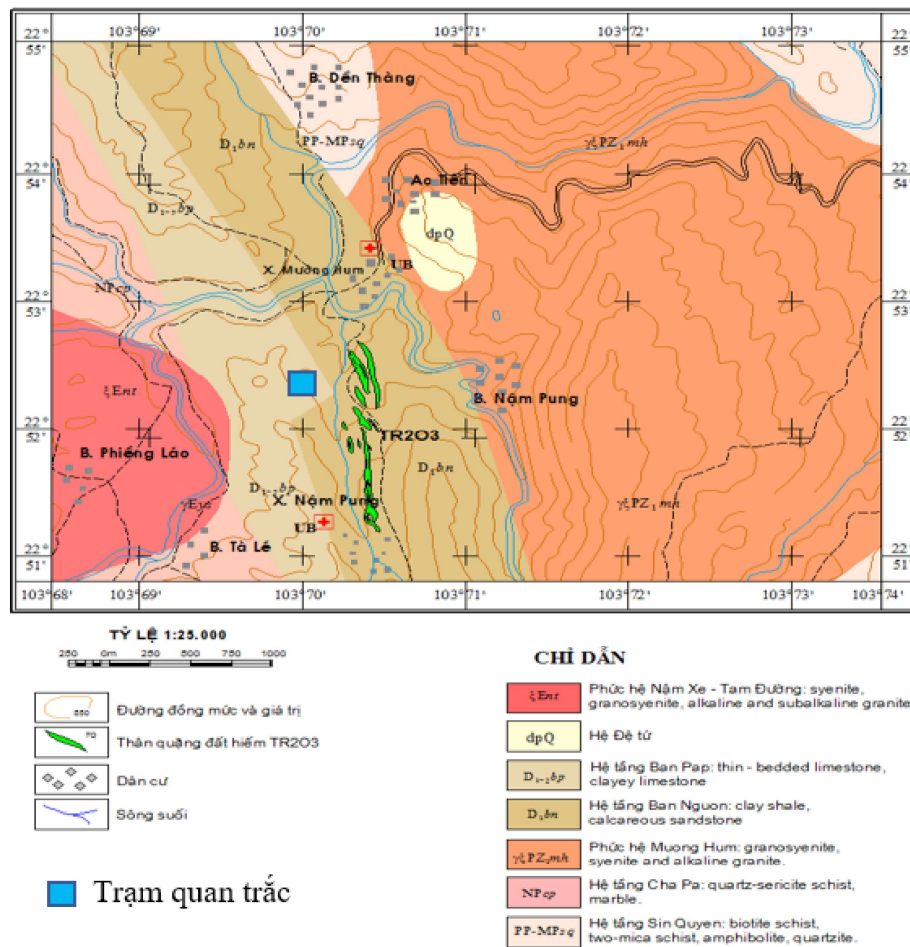 103°69' 103°70' 103°71' 103°72' 103°73'
22° 55'
22° 55'
B. Dền Thàng
PP-MPsq
D₁bn
γξPZ₁mh
22° 54'
22° 54'
Ao Tiên
D₁₋₂bp
dpQ
UB
X. Mường Hum
NPcp
22° 53'
22° 53'
ξEnt
B. Nậm Pung
22° 52'
22° 52'
TR2O3
B. Phiềng Láo
D₁bn
D₁₋₂bp
X. Nậm Pung
γξPZ₁mh
UB
B. Tả Lé
22° 51'
22° 51'
103°68' 103°69' 103°70' 103°71' 103°72' 103°73' 103°74'
TỶ LỆ 1:25.000
250 0m 250 500 750 1000
CHỈ DẪN
550 Đường đồng mức và giá trị
TQ Thân quặng đất hiếm TR2O3
Dân cư
Sông suối
Trạm quan trắc
ξEnt Phức hệ Nậm Xe - Tam Đường: syenite,
granosyenite, alkaline and subalkaline granite
dpQ Hệ Đệ tứ
D₁₋₂bp Hệ tầng Ban Pap: thin - bedded limestone,
clayey limestone
D₁bn Hệ tầng Ban Nguon: clay shale,
calcareous sandstone
γξPZ₁mh Phức hệ Muong Hum: granosyenite,
syenite and alkaline granite.
NPcp Hệ tầng Cha Pa: quartz-sericite schist,
marble.
PP-MPsq Hệ tầng Sin Quyen: biotite schist,
two-mica schist, amphibolite, quartzite.